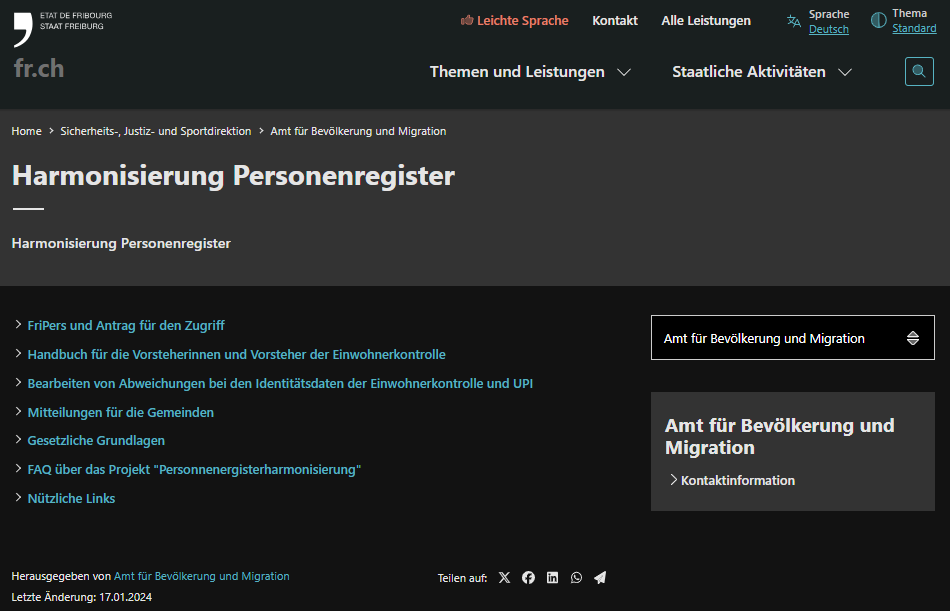 ETAT DE FRIBOURG
STAAT FREIBURG
fr.ch
Leichte Sprache Kontakt Alle Leistungen Sprache Deutsch Thema Standard
Themen und Leistungen Staatliche Aktivitäten
Home > Sicherheits-, Justiz- und Sportdirektion > Amt für Bevölkerung und Migration
Harmonisierung Personenregister
Harmonisierung Personenregister
FriPers und Antrag für den Zugriff
Handbuch für die Vorsteherinnen und Vorsteher der Einwohnerkontrolle
Bearbeiten von Abweichungen bei den Identitätsdaten der Einwohnerkontrolle und UPI
Mitteilungen für die Gemeinden
Gesetzliche Grundlagen
FAQ über das Projekt "Personnenergisterharmonisierung"
Nützliche Links
Amt für Bevölkerung und Migration
Amt für Bevölkerung und
Migration
Kontaktinformation
Herausgegeben von Amt für Bevölkerung und Migration
Letzte Änderung: 17.01.2024
Teilen auf: